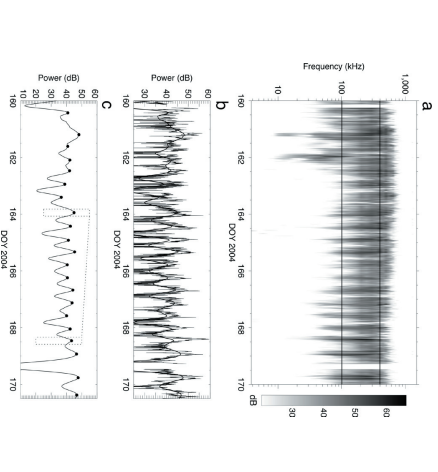 a
Frequency (kHz)
1,000
100
10
160 162 164 166 168 170
DOY 2004
dB
30 40 50 60
b
Power (dB)
60
50
40
30
160 162 164 166 168 170
DOY 2004
c
Power (dB)
60
50
40
30
20
10
160 162 164 166 168 170
DOY 2004